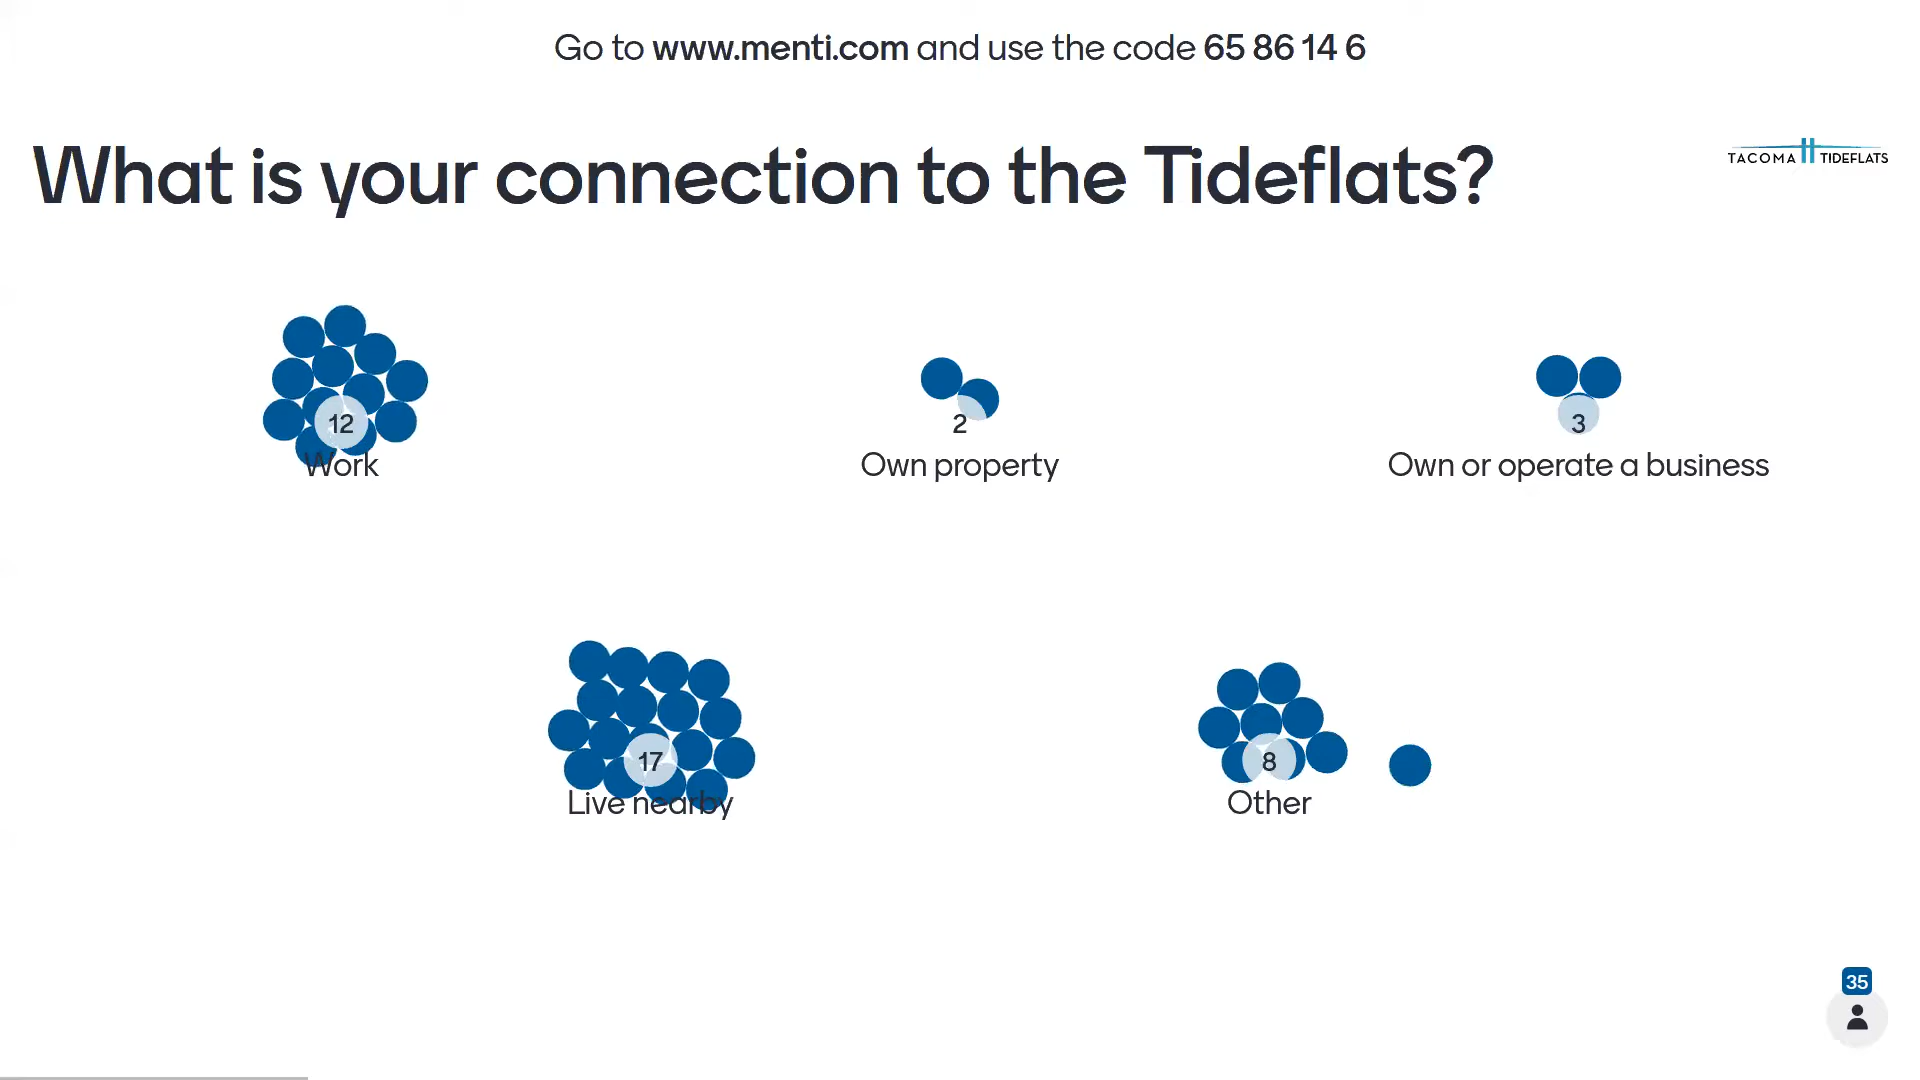 Go to www.menti.com and use the code 65 86 14 6
What is your connection to the Tideflats?
TACOMA TIDEFLATS
12
Work
2
Own property
3
Own or operate a business
17
Live nearby
8
Other
35